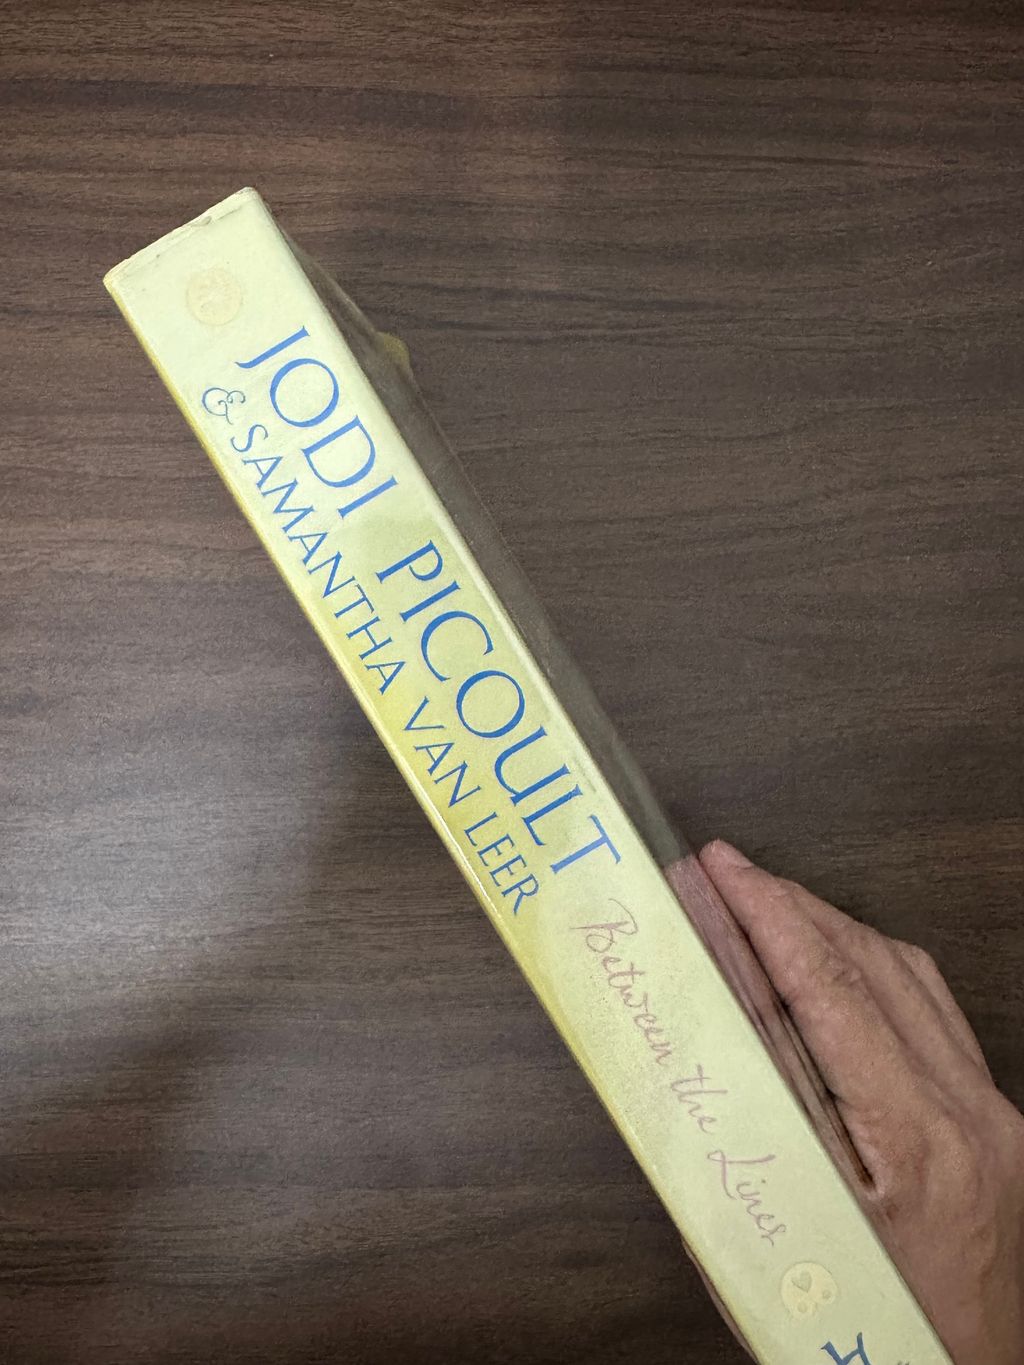 JODI PICOULT
& SAMANTHA VAN LEER
Between the Lines